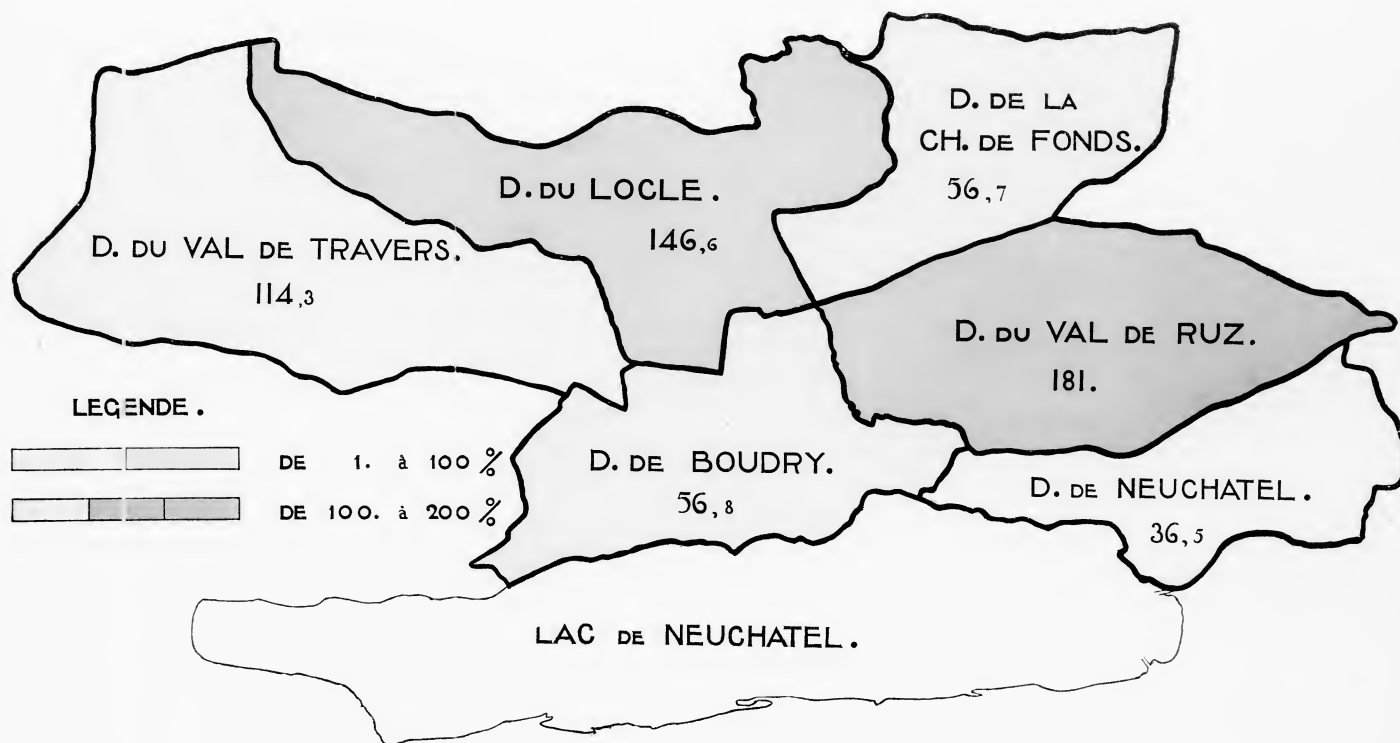 D. DE LA
CH. DE FONDS.
56,7
D. DU LOCLE.
146,6
D. DU VAL DE TRAVERS.
114,3
D. DU VAL DE RUZ.
181.
LEGENDE.
DE 1. à 100 %
DE 100. à 200 %
D. DE BOUDRY.
56,8
D. DE NEUCHATEL.
36,5
LAC DE NEUCHATEL.